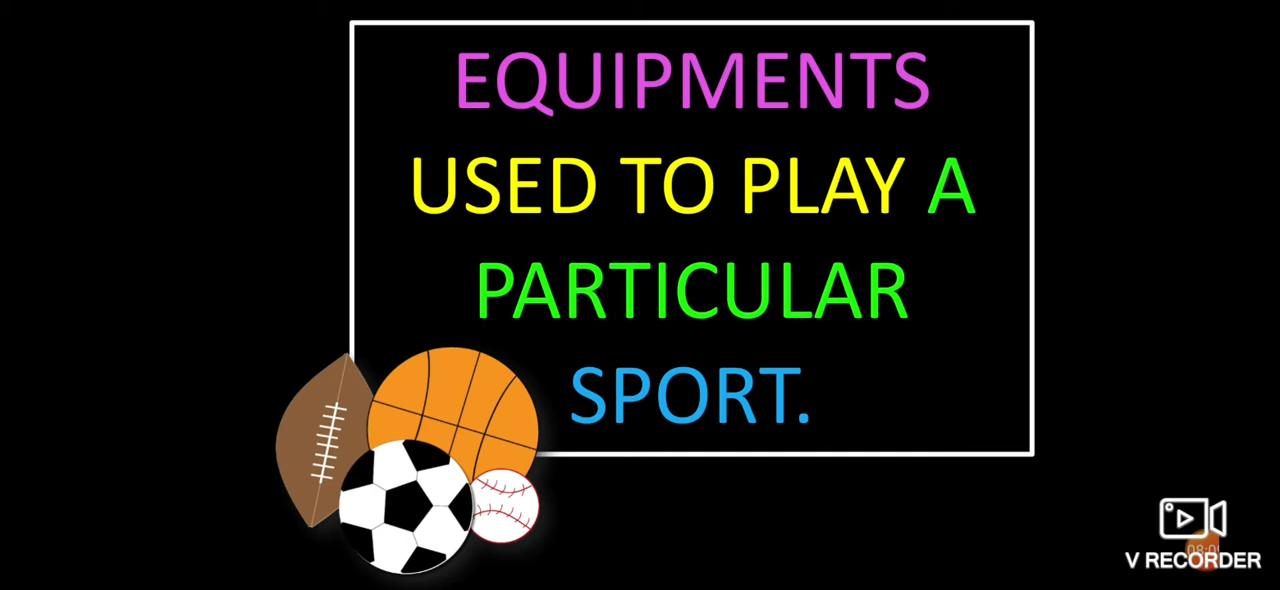 EQUIPMENTS
USED TO PLAY A
PARTICULAR
SPORT.
V RECORDER